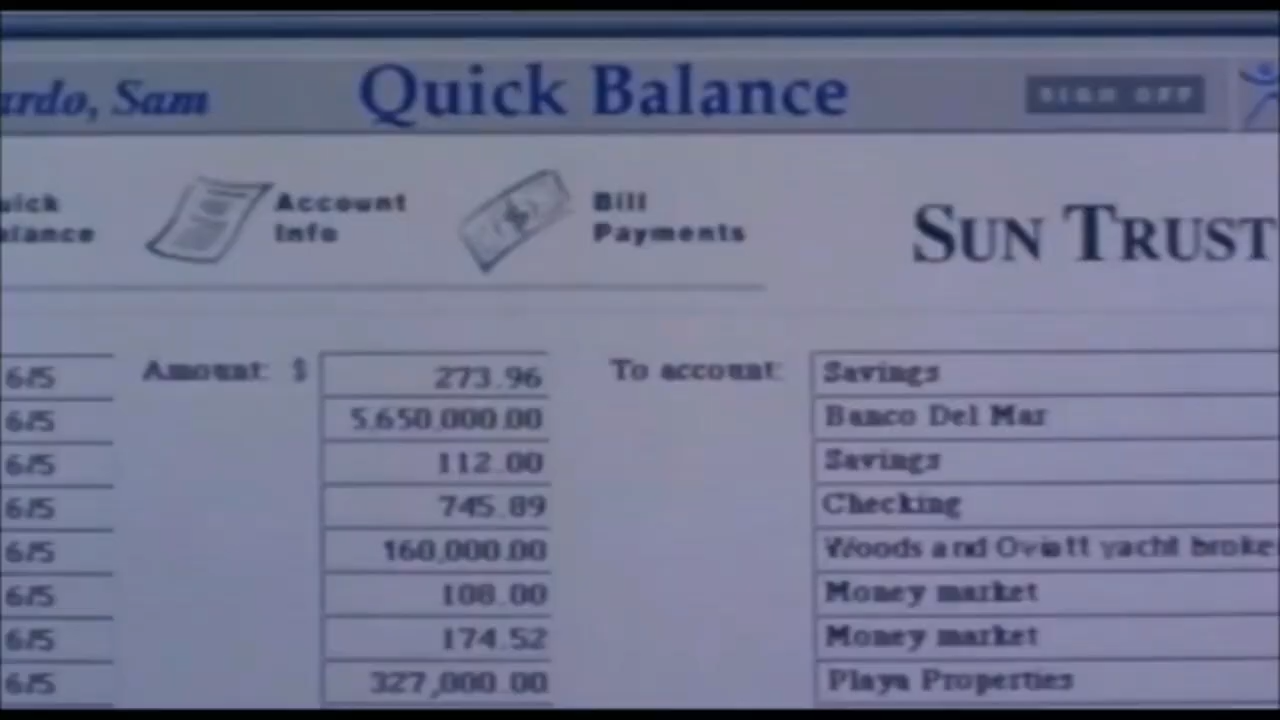 ardo, Sam Quick Balance SIGN OFF
uick Account Bill
alance Info Payments
SUN TRUST
6/5 Amount: $ 273.96 To account: Savings
6/5 5,650,000.00 Banco Del Mar
6/5 112.00 Savings
6/5 745.89 Checking
6/5 160,000.00 Woods and Oviatt yacht broke
6/5 108.00 Money market
6/5 174.52 Money market
6/5 327,000.00 Playa Properties